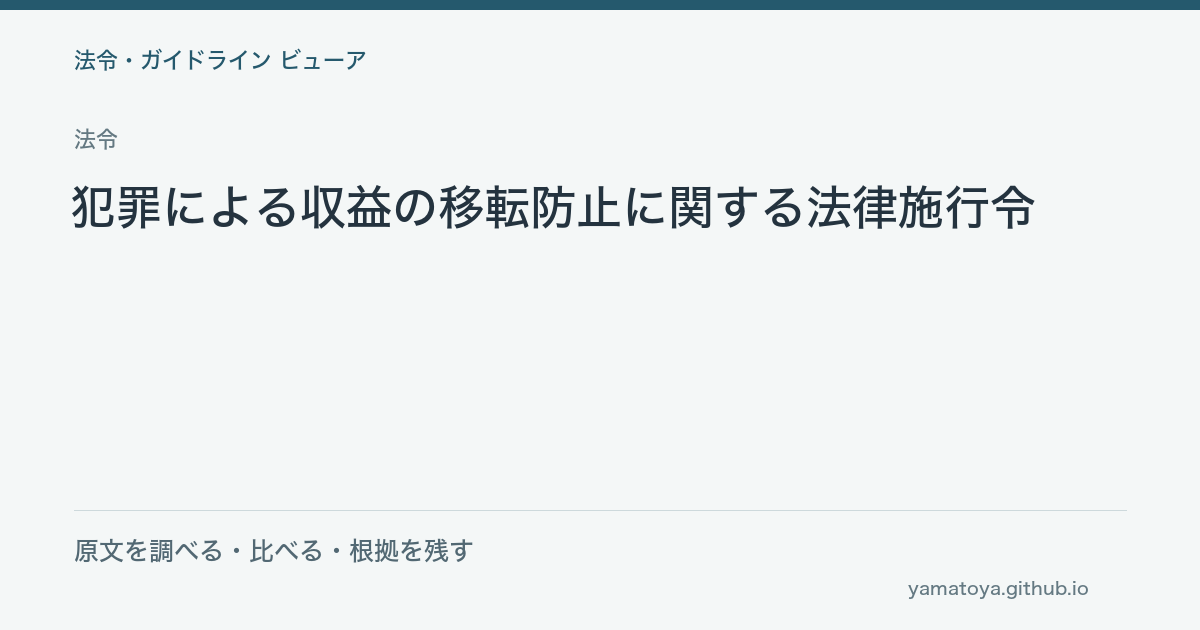 法令・ガイドライン ビューア
法令
犯罪による収益の移転防止に関する法律施行令
原文を調べる・比べる・根拠を残す
yamatoya.github.io